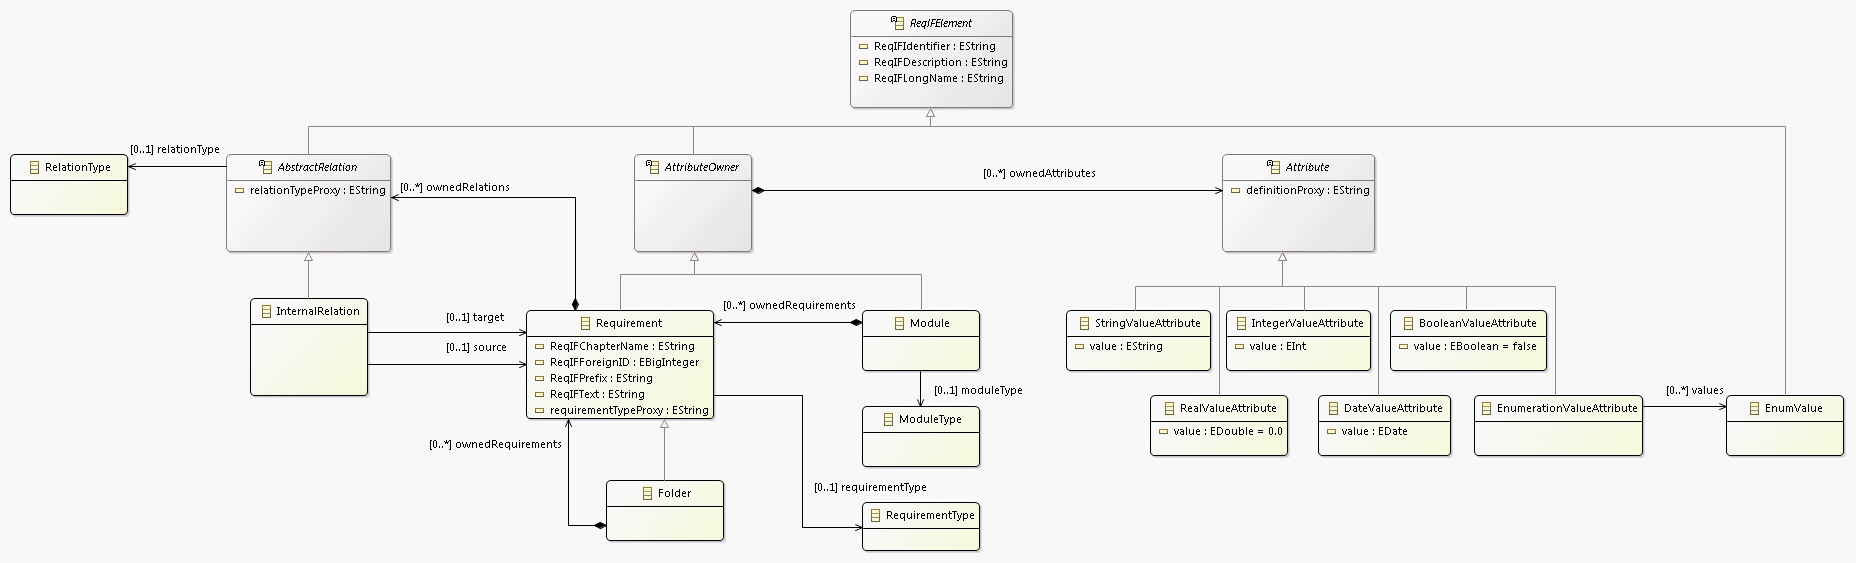 ReqIFElement
ReqIFIdentifier : EString
ReqIFDescription : EString
ReqIFLongName : EString
[0..1] relationType
RelationType
AbstractRelation
relationTypeProxy : EString
[0..*] ownedRelations
AttributeOwner
[0..*] ownedAttributes
Attribute
definitionProxy : EString
InternalRelation
[0..1] target
[0..1] source
Requirement
ReqIFChapterName : EString
ReqIFForeignID : EBigInteger
ReqIFPrefix : EString
ReqIFText : EString
requirementTypeProxy : EString
[0..*] ownedRequirements
Module
[0..1] moduleType
ModuleType
StringValueAttribute
value : EString
IntegerValueAttribute
value : EInt
BooleanValueAttribute
value : EBoolean = false
RealValueAttribute
value : EDouble = 0.0
DateValueAttribute
value : EDate
EnumerationValueAttribute
[0..*] values
EnumValue
[0..*] ownedRequirements
Folder
[0..1] requirementType
RequirementType